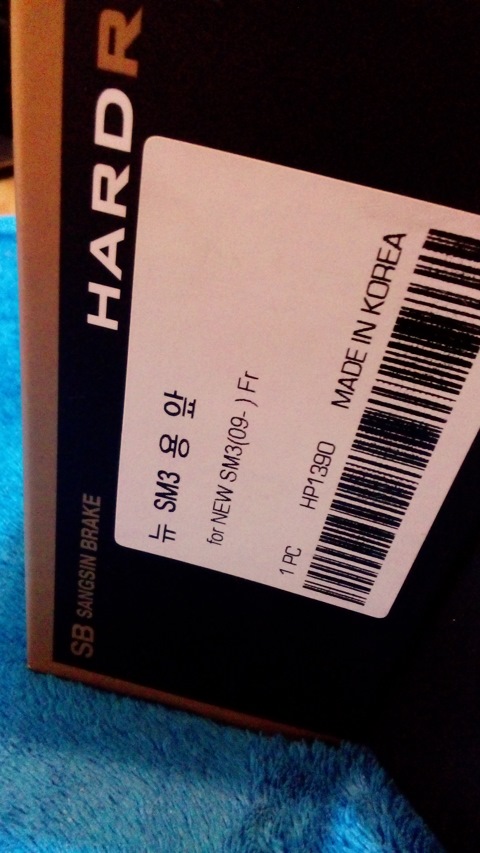 SB SANGSIN BRAKE HARDR
뉴 SM3 용 앞
for NEW SM3(09- ) Fr
1 PC HP1390 MADE IN KOREA